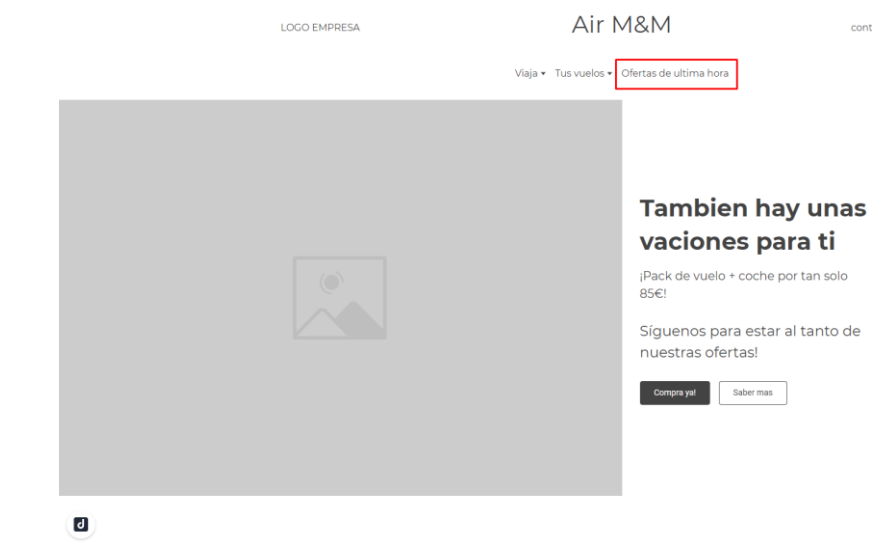 LOGO EMPRESA
Air M&M
cont
Viaja ▾ Tus vuelos ▾ Ofertas de ultima hora
Tambien hay unas
vaciones para ti
¡Pack de vuelo + coche por tan solo
85€!
Síguenos para estar al tanto de
nuestras ofertas!
Compra ya! Saber mas